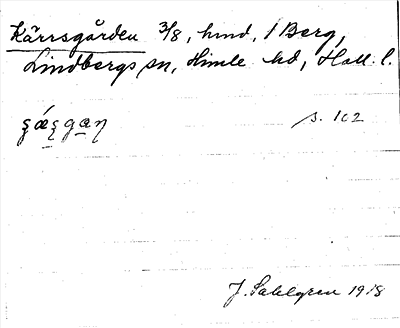 Kärrsgården 3/8, hmd, i Berg,
Lindbergs sn, Himle hd, Hall. l.
s. 102
J. Sahlgren 1918